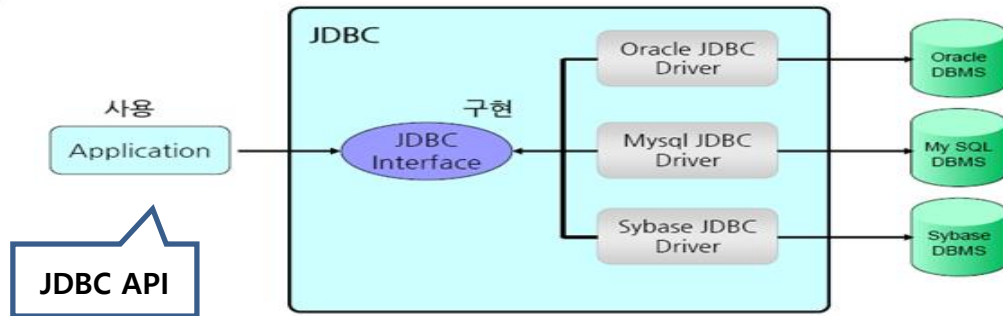 JDBC
사용
Application
JDBC API
구현
JDBC
Interface
Oracle JDBC
Driver
Mysql JDBC
Driver
Sybase JDBC
Driver
Oracle
DBMS
My SQL
DBMS
Sybase
DBMS